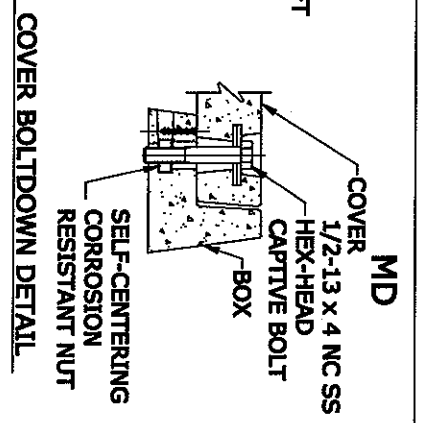 FT
MD
COVER
1/2-13 x 4 NC SS
HEX-HEAD
CAPTIVE BOLT
BOX
SELF-CENTERING
CORROSION
RESISTANT NUT
COVER BOLTDOWN DETAIL